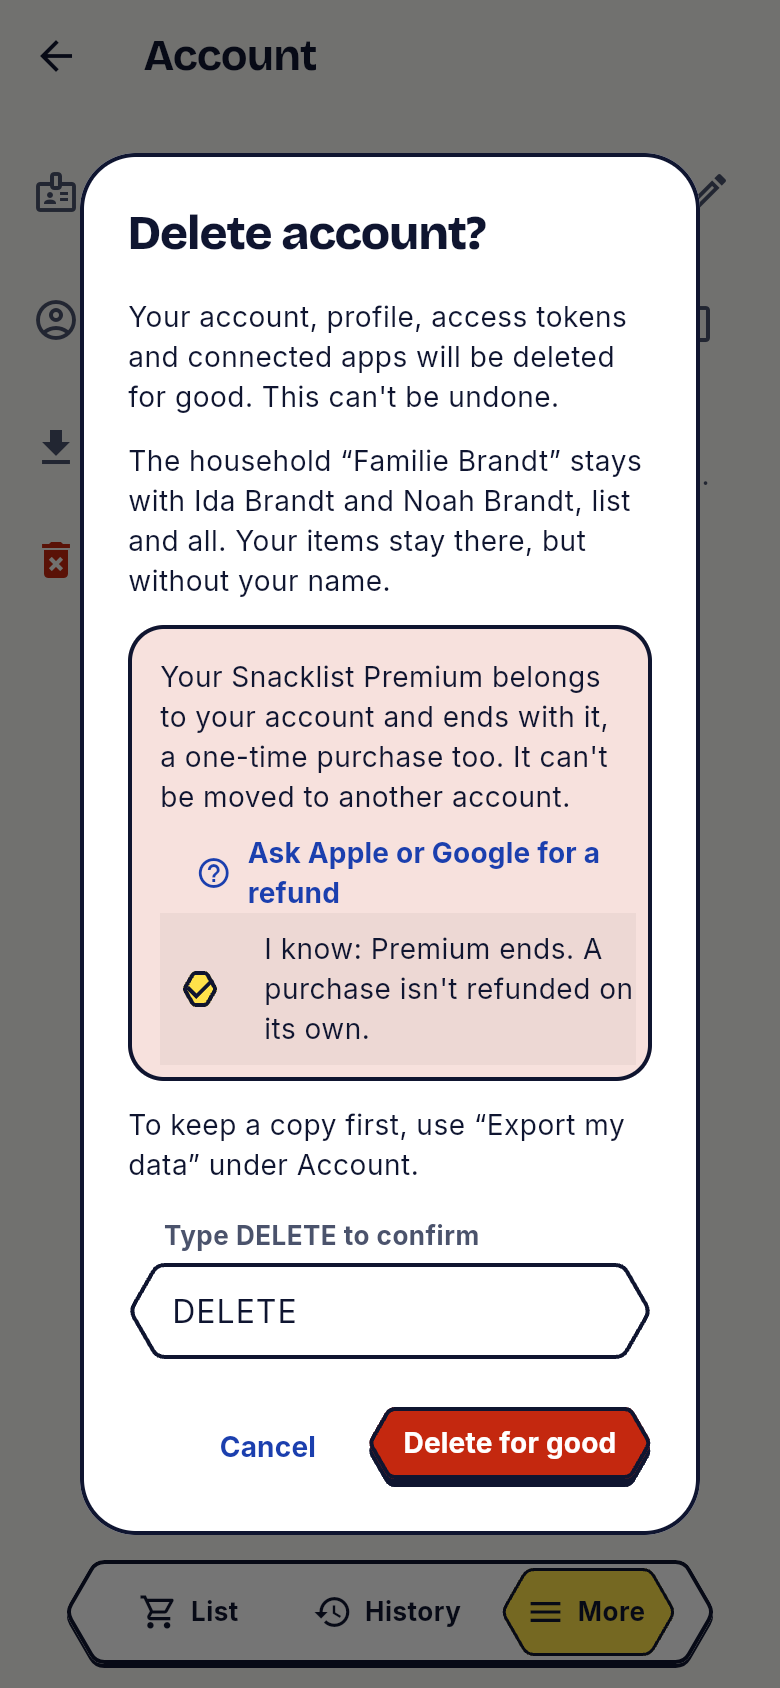 Account
Delete account?
Your account, profile, access tokens
and connected apps will be deleted
for good. This can't be undone.
The household “Familie Brandt” stays
with Ida Brandt and Noah Brandt, list
and all. Your items stay there, but
without your name.
Your Snacklist Premium belongs
to your account and ends with it,
a one-time purchase too. It can't
be moved to another account.
Ask Apple or Google for a
refund
I know: Premium ends. A
purchase isn't refunded on
its own.
To keep a copy first, use “Export my
data” under Account.
Type DELETE to confirm
DELETE
Cancel
Delete for good
List
History
More